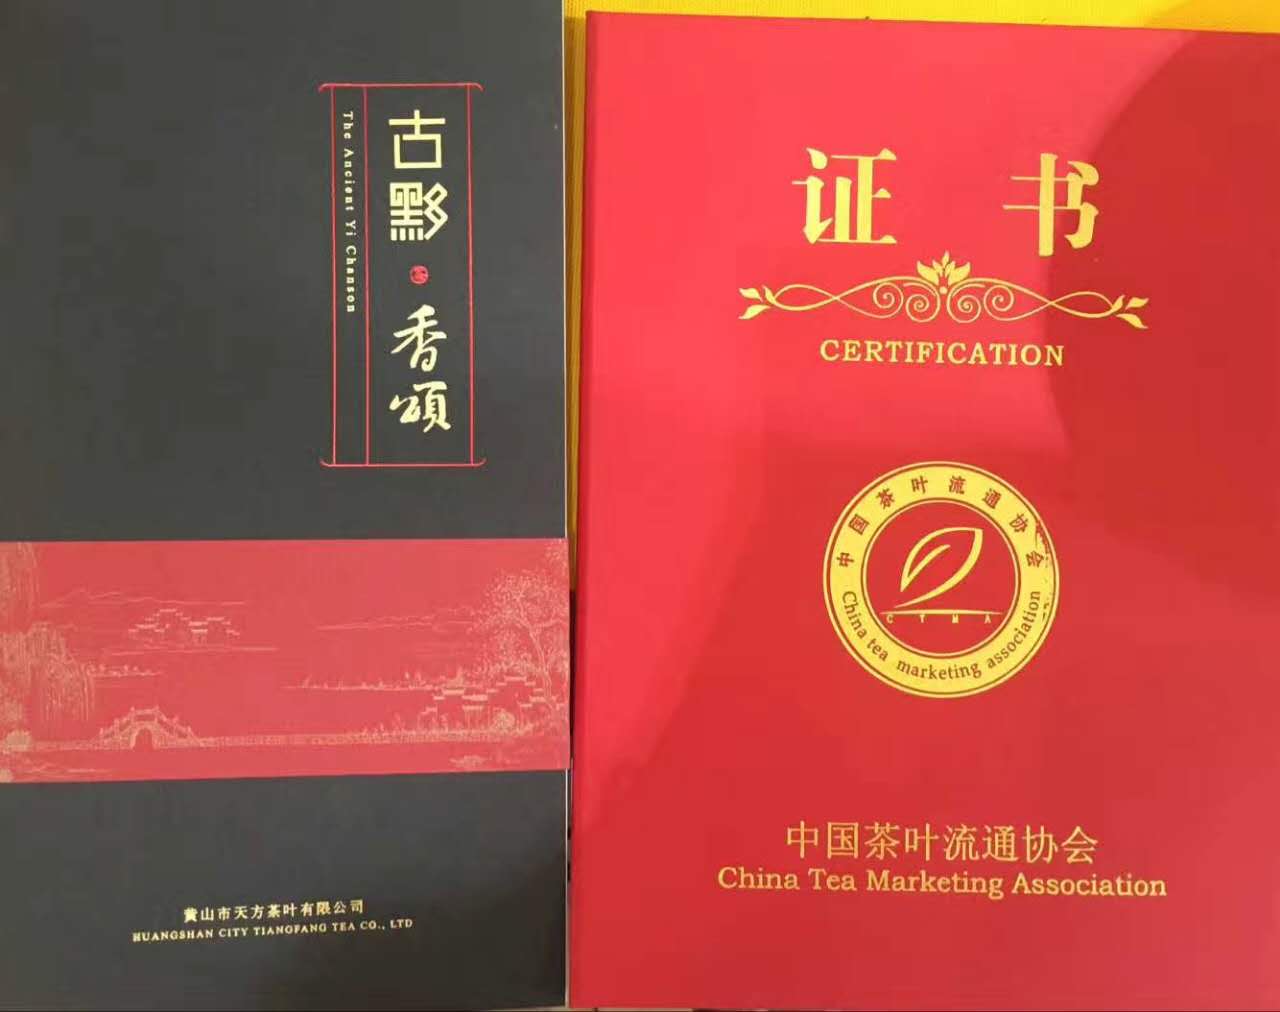 古黟·香頌
The Ancient Yi Chanson
黄山市天方茶叶有限公司
HUANGSHAN CITY TIANGFANG TEA CO., LTD
证书
CERTIFICATION
中国茶叶流通协会
CTMA
China tea marketing association
中国茶叶流通协会
China Tea Marketing Association